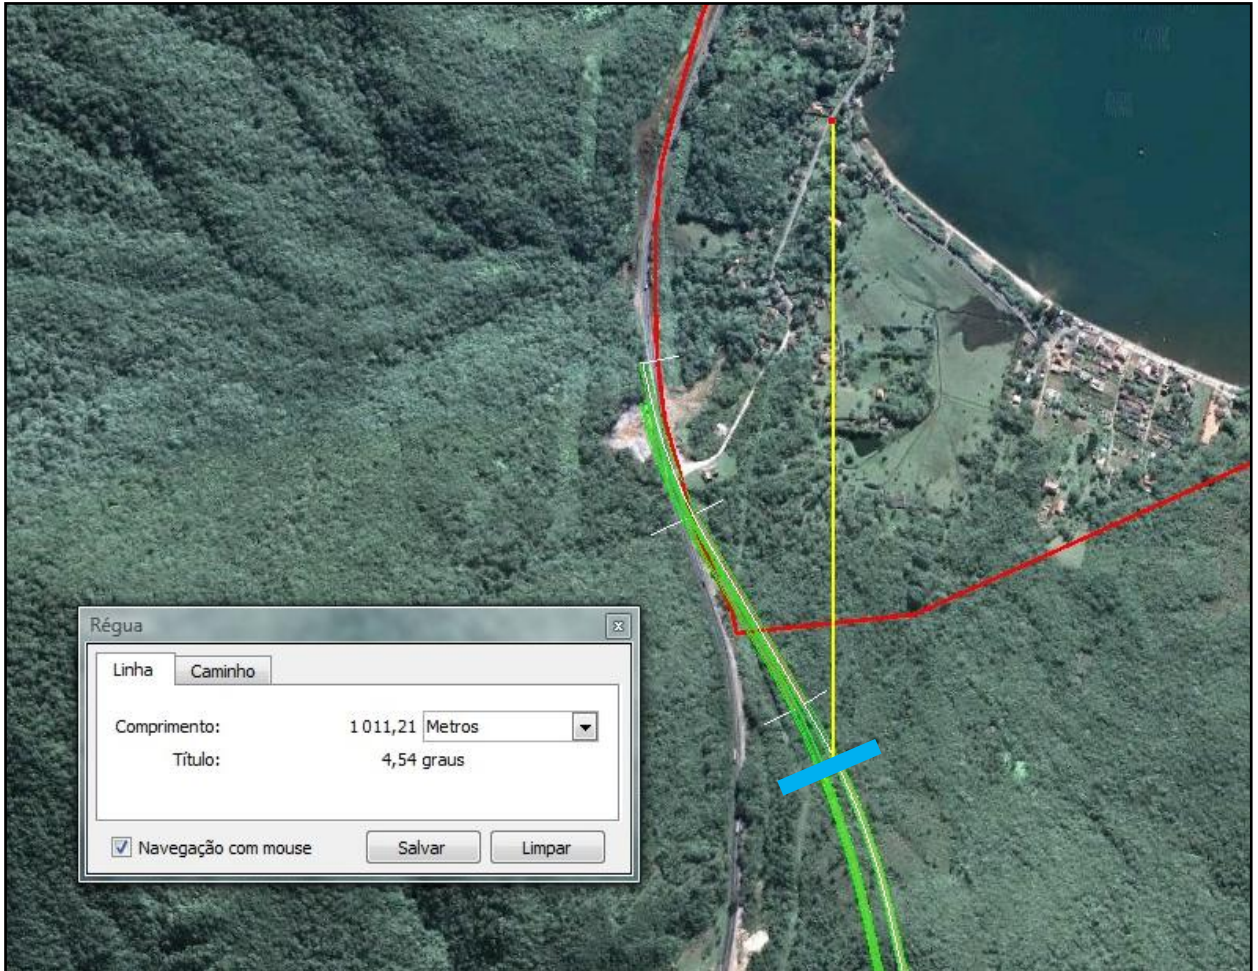 Régua
Linha Caminho
Comprimento: 1 011,21 Metros
Título: 4,54 graus
Navegação com mouse Salvar Limpar